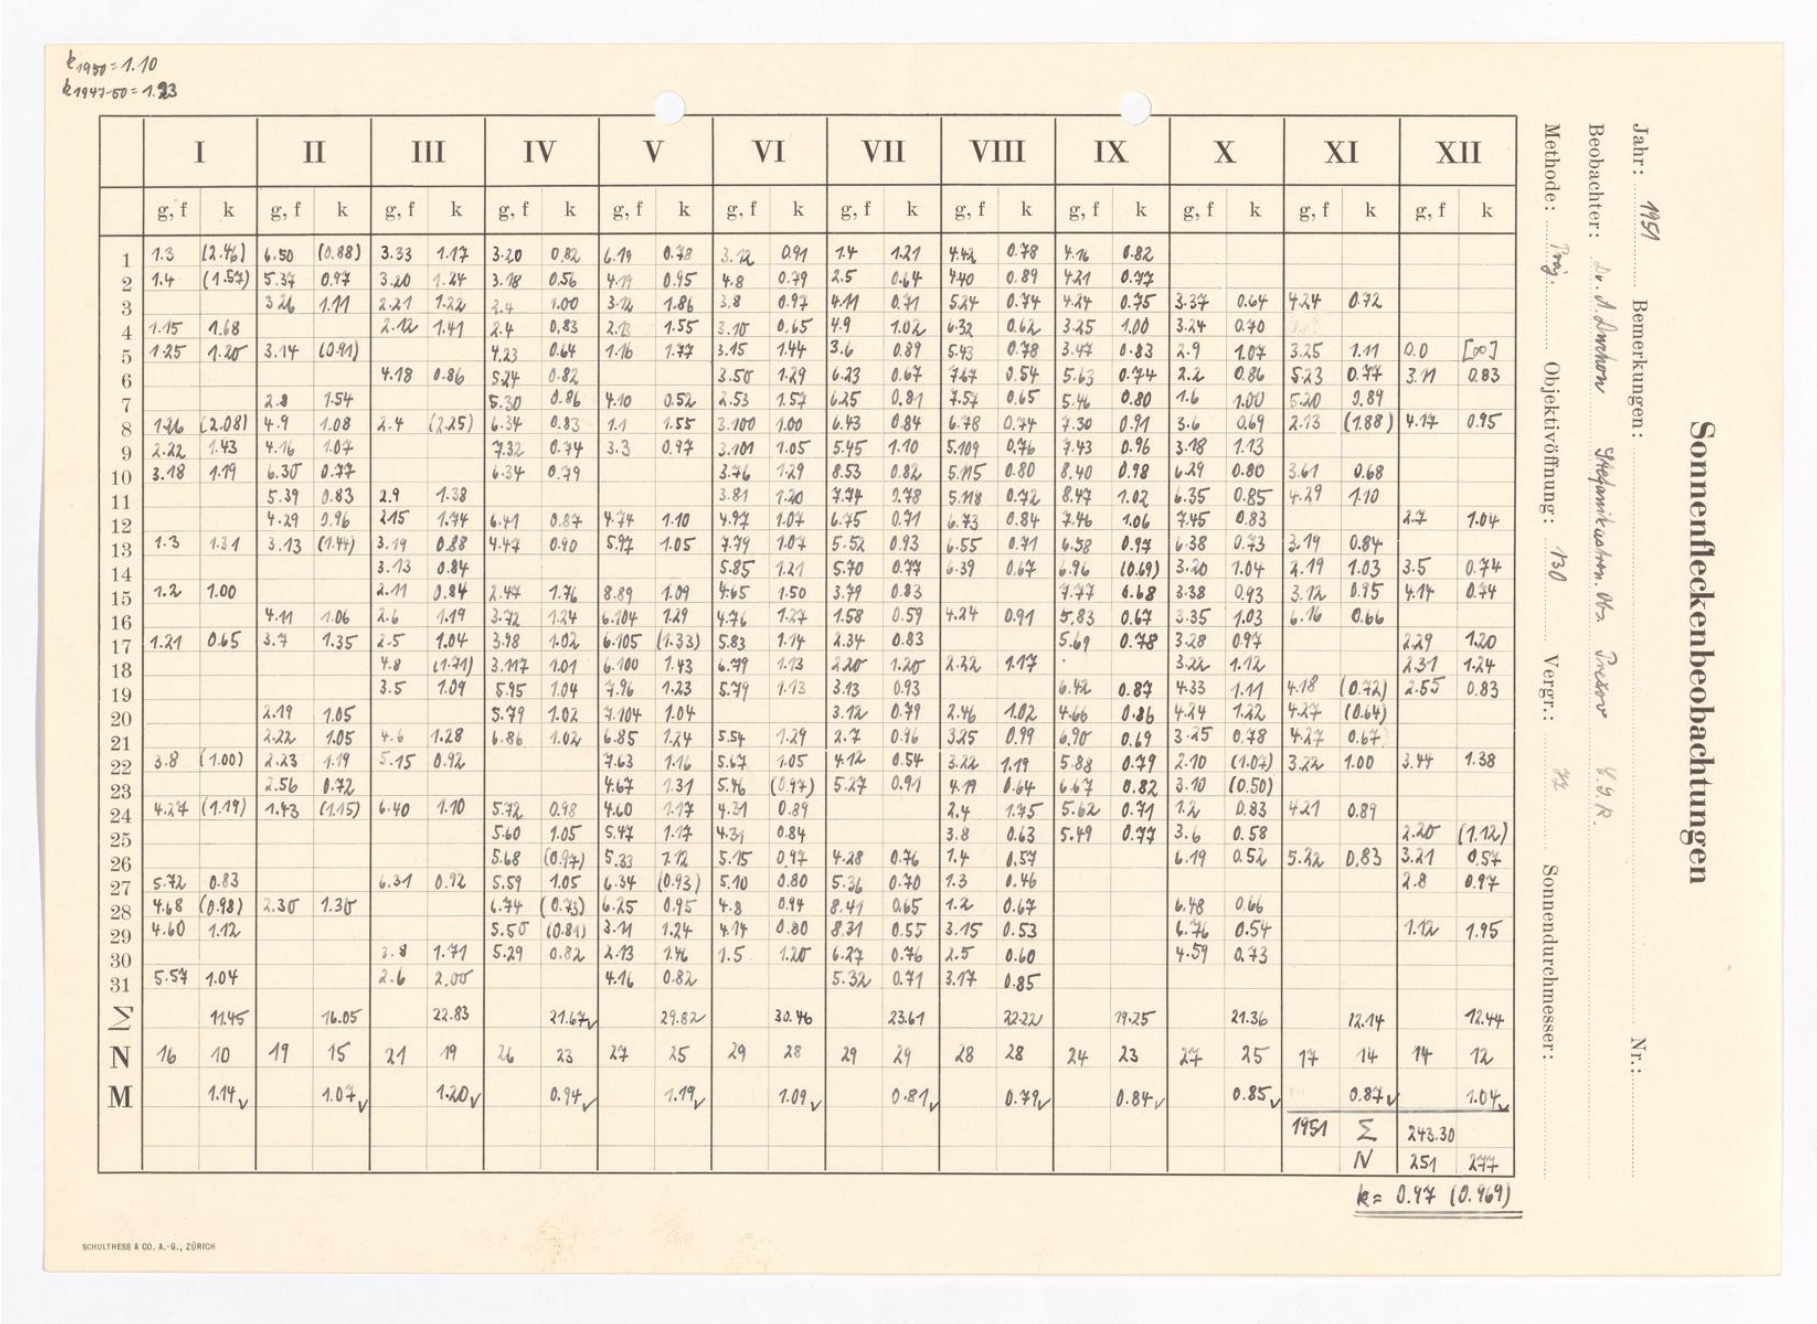 k1950=1.10
k1947-50=1.23
I II III IV V VI VII VIII IX X XI XII
g, f k g, f k g, f k g, f k g, f k g, f k g, f k g, f k g, f k g, f k g, f k g, f k
1 1.3 (2.46) 6.50 (0.88) 3.33 1.17 3.20 0.82 6.19 0.78 3.12 0.91 1.4 1.21 4.42 0.78 4.16 0.82
2 1.4 (1.57) 5.37 0.97 3.20 1.24 3.18 0.56 4.19 0.95 4.8 0.79 2.5 0.64 4.40 0.89 4.21 0.77
3 3.26 1.11 2.21 1.22 2.4 1.00 3.12 1.86 3.8 0.97 4.11 0.71 5.24 0.74 4.24 0.75 3.37 0.64 4.24 0.72
4 1.15 1.68 2.12 1.41 2.4 0.83 2.13 1.55 3.10 0.65 4.9 1.02 6.32 0.62 3.25 1.00 3.24 0.70
5 1.25 1.20 3.14 (0.91) 4.23 0.64 1.16 1.77 3.15 1.44 3.6 0.89 5.43 0.78 3.47 0.83 2.9 1.07 3.25 1.11 0.0 [∞]
6 4.18 0.86 5.24 0.82 3.50 1.29 6.23 0.67 7.67 0.54 5.63 0.74 2.2 0.86 5.23 0.77 3.11 0.83
7 2.8 1.54 5.30 0.86 4.10 0.52 2.53 1.57 6.25 0.81 7.57 0.65 5.46 0.80 1.6 1.00 5.20 0.89
8 1.26 (2.08) 4.9 1.08 2.4 (2.25) 6.34 0.83 1.1 1.55 3.100 1.00 6.43 0.84 6.78 0.74 7.30 0.91 3.6 0.69 2.13 (1.88) 4.17 0.95
9 2.22 1.43 4.16 1.07 7.32 0.74 3.3 0.97 3.101 1.05 5.45 1.10 5.109 0.76 7.43 0.96 3.18 1.13
10 3.18 1.19 6.30 0.77 6.34 0.79 3.76 1.29 8.53 0.82 5.115 0.80 8.40 0.98 6.29 0.80 3.61 0.68
11 5.39 0.83 2.9 1.38 3.81 1.20 7.74 0.78 5.118 0.72 8.47 1.02 6.35 0.85 4.29 1.10
12 4.29 0.96 2.15 1.74 6.41 0.87 4.74 1.10 4.97 1.07 6.75 0.71 6.73 0.84 7.46 1.06 7.45 0.83 2.7 1.04
13 1.3 1.31 3.13 (1.44) 3.19 0.88 4.47 0.90 5.97 1.05 7.79 1.07 5.52 0.93 6.55 0.71 6.58 0.97 6.38 0.73 3.19 0.84
14 3.13 0.84 5.85 1.21 5.70 0.77 6.39 0.67 6.96 (0.69) 3.20 1.04 2.19 1.03 3.5 0.74
15 1.2 1.00 2.11 0.84 2.47 1.76 8.89 1.09 4.65 1.50 3.79 0.83 7.77 0.68 3.38 0.93 3.12 0.95 4.14 0.74
16 4.11 1.06 2.6 1.19 3.72 1.24 6.104 1.29 4.76 1.27 1.58 0.59 4.24 0.91 5.83 0.67 3.35 1.03 6.16 0.66
17 1.21 0.65 3.7 1.35 2.5 1.04 3.98 1.02 6.105 (1.33) 5.83 1.14 2.34 0.83 5.69 0.78 3.28 0.97 2.29 1.20
18 4.8 (1.71) 3.117 1.01 6.100 1.43 6.79 1.13 2.20 1.20 2.22 1.17 3.22 1.12 2.31 1.24
19 3.5 1.09 5.95 1.04 7.96 1.23 5.79 1.13 3.13 0.93 6.42 0.87 4.33 1.11 4.18 (0.72) 2.55 0.83
20 2.19 1.05 5.79 1.02 7.104 1.04 3.12 0.79 2.46 1.02 4.66 0.86 4.24 1.22 4.27 (0.64)
21 2.22 1.05 4.6 1.28 6.86 1.02 6.85 1.24 5.54 1.29 2.7 0.96 3.25 0.99 6.90 0.69 3.25 0.78 4.27 0.67
22 3.8 (1.00) 2.23 1.19 5.15 0.92 7.63 1.16 5.67 1.05 4.12 0.54 3.22 1.19 5.88 0.79 2.10 (1.07) 3.22 1.00 3.44 1.38
23 2.56 0.72 4.67 1.31 5.46 (0.97) 5.27 0.91 4.19 0.64 6.67 0.82 3.10 (0.50)
24 4.27 (1.19) 1.43 (1.15) 6.40 1.10 5.72 0.98 4.60 1.17 4.31 0.89 2.4 1.75 5.62 0.71 1.2 0.83 4.21 0.89
25 5.60 1.05 5.47 1.17 4.31 0.84 3.8 0.63 5.49 0.77 3.6 0.58 2.20 (1.12)
26 5.68 (0.97) 5.33 1.12 5.15 0.97 4.28 0.76 1.4 0.57 6.19 0.52 5.22 0.83 3.21 0.57
27 5.72 0.83 6.31 0.92 5.59 1.05 6.34 (0.93) 5.10 0.80 5.36 0.70 1.3 0.46 2.8 0.97
28 4.68 (0.98) 2.30 1.30 6.74 (0.73) 6.25 0.95 4.8 0.94 8.41 0.65 1.2 0.67 6.48 0.66
29 4.60 1.12 5.50 (0.81) 3.11 1.24 4.14 0.80 8.31 0.55 3.15 0.53 6.76 0.54 1.12 1.95
30 3.8 1.71 5.29 0.82 2.13 1.46 1.5 1.20 6.27 0.76 2.5 0.60 4.59 0.73
31 5.57 1.04 2.6 2.00 4.16 0.82 5.32 0.71 3.17 0.85
Σ 11.45 16.05 22.83 21.67✓ 29.82 30.46 23.61 22.22 19.25 21.36 12.14 12.44
N 16 10 19 15 21 19 26 23 27 25 29 28 29 29 28 28 24 23 27 25 17 14 14 12
M 1.14✓ 1.07✓ 1.20✓ 0.94✓ 1.19✓ 1.09✓ 0.81✓ 0.79✓ 0.84✓ 0.85✓ 0.87✓ 1.04✓
1951 Σ 243.30
N 251 277
k= 0.97 (0.969)
SCHULTHESS & CO. A.-G., ZÜRICH
Sonnenfleckenbeobachtungen
Jahr: 1951 Bemerkungen: Nr.:
Beobachter: Dr. A. Duchon Stefanikustron. Obs. Presov Č.S.R.
Methode: Proj. Objektivöffnung: 130 Vergr.: 72 Sonnendurchmesser: